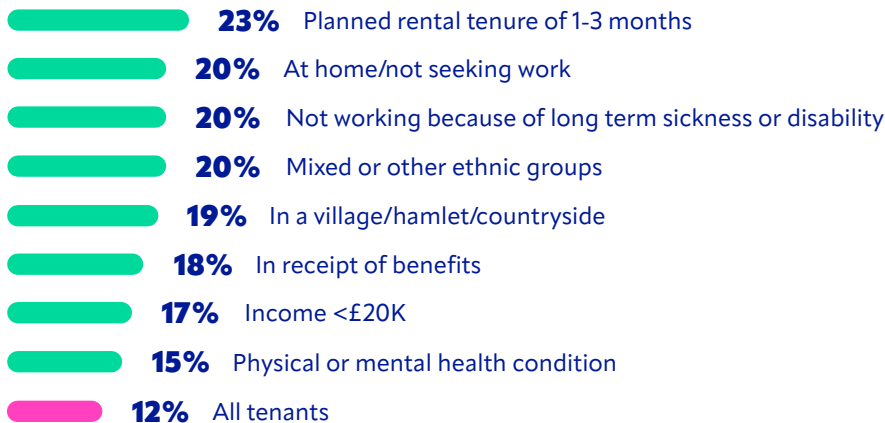 23% Planned rental tenure of 1-3 months
20% At home/not seeking work
20% Not working because of long term sickness or disability
20% Mixed or other ethnic groups
19% In a village/hamlet/countryside
18% In receipt of benefits
17% Income <£20K
15% Physical or mental health condition
12% All tenants